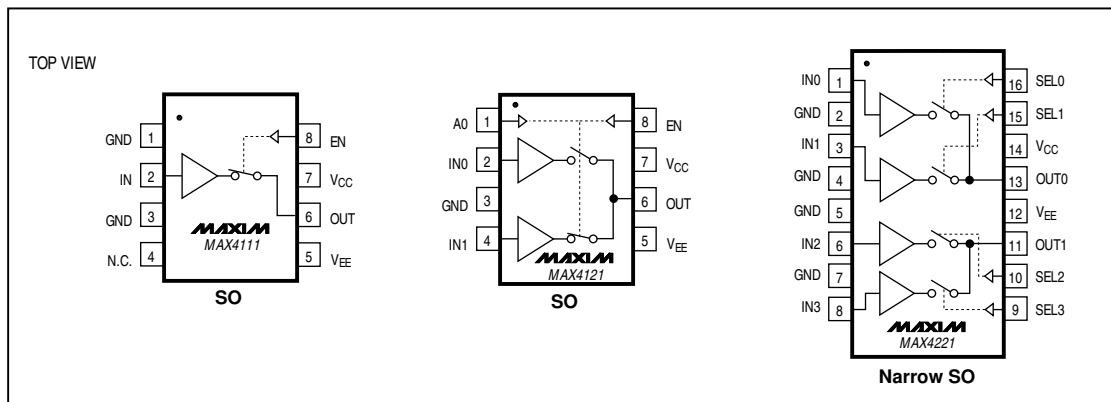 TOP VIEW
GND 1
IN 2
GND 3
N.C. 4
8 EN
7 VCC
6 OUT
5 VEE
MAXIM
MAX4111
SO
A0 1
IN0 2
GND 3
IN1 4
8 EN
7 VCC
6 OUT
5 VEE
MAXIM
MAX4121
SO
IN0 1
GND 2
IN1 3
GND 4
GND 5
IN2 6
GND 7
IN3 8
16 SEL0
15 SEL1
14 VCC
13 OUT0
12 VEE
11 OUT1
10 SEL2
9 SEL3
MAXIM
MAX4221
Narrow SO